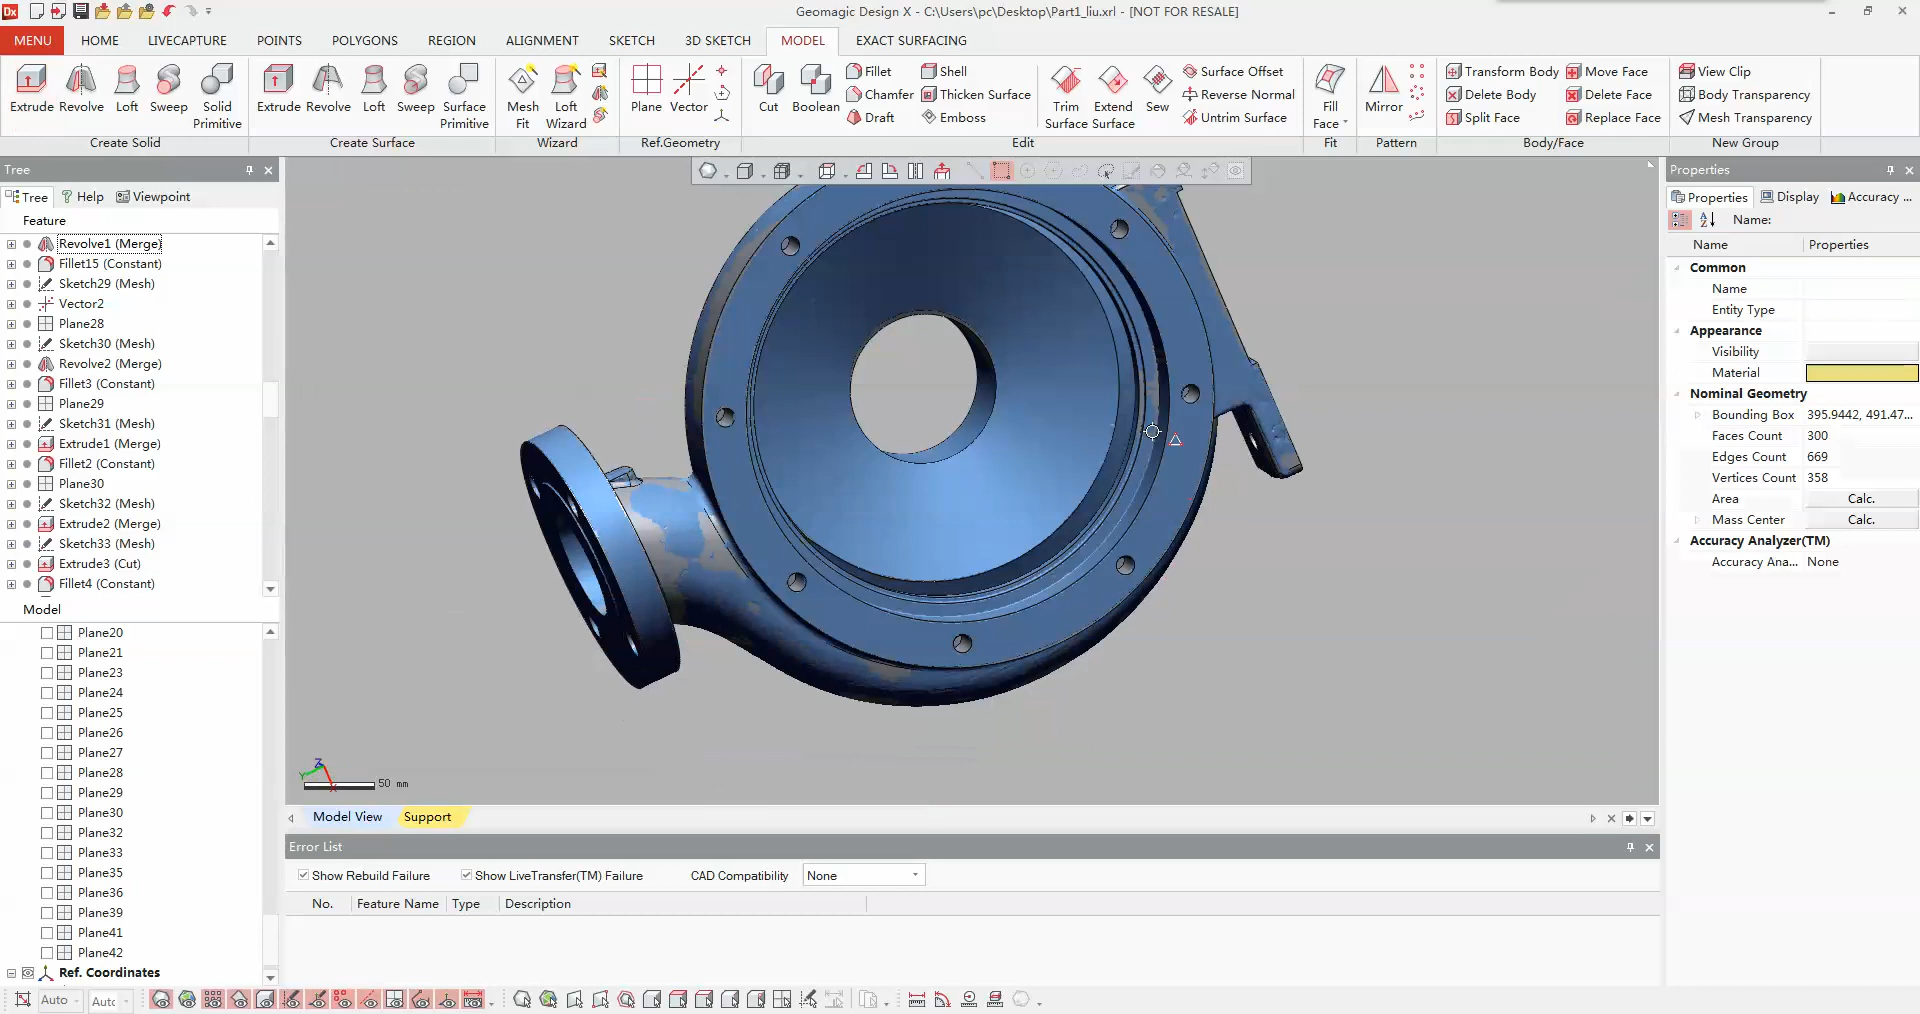 Dx
Geomagic Design X - C:\Users\pc\Desktop\Part1_liu.xrl - [NOT FOR RESALE]
MENU HOME LIVECAPTURE POINTS POLYGONS REGION ALIGNMENT SKETCH 3D SKETCH MODEL EXACT SURFACING
Extrude Revolve Loft Sweep Solid Primitive
Create Solid
Extrude Revolve Loft Sweep Surface Primitive
Create Surface
Mesh Fit Loft Wizard
Wizard
Plane Vector
Ref.Geometry
Cut Boolean
Fillet Shell
Chamfer Thicken Surface
Draft Emboss
Trim Surface Extend Surface Sew
Surface Offset
Reverse Normal
Untrim Surface
Edit
Fill Face
Fit
Mirror
Pattern
Transform Body Move Face
Delete Body Delete Face
Split Face Replace Face
Body/Face
View Clip
Body Transparency
Mesh Transparency
New Group
Tree
Tree Help Viewpoint
Feature
Revolve1 (Merge)
Fillet15 (Constant)
Sketch29 (Mesh)
Vector2
Plane28
Sketch30 (Mesh)
Revolve2 (Merge)
Fillet3 (Constant)
Plane29
Sketch31 (Mesh)
Extrude1 (Merge)
Fillet2 (Constant)
Plane30
Sketch32 (Mesh)
Extrude2 (Merge)
Sketch33 (Mesh)
Extrude3 (Cut)
Fillet4 (Constant)
Model
Plane20
Plane21
Plane23
Plane24
Plane25
Plane26
Plane27
Plane28
Plane29
Plane30
Plane32
Plane33
Plane35
Plane36
Plane39
Plane41
Plane42
Ref. Coordinates
Z
Y
X
50 mm
Model View Support
Error List
Show Rebuild Failure Show LiveTransfer(TM) Failure CAD Compatibility None
No. Feature Name Type Description
Properties
Properties Display Accuracy ...
Name:
Name Properties
Common
Name
Entity Type
Appearance
Visibility
Material
Nominal Geometry
Bounding Box 395.9442, 491.47...
Faces Count 300
Edges Count 669
Vertices Count 358
Area Calc.
Mass Center Calc.
Accuracy Analyzer(TM)
Accuracy Ana... None
Auto Autc